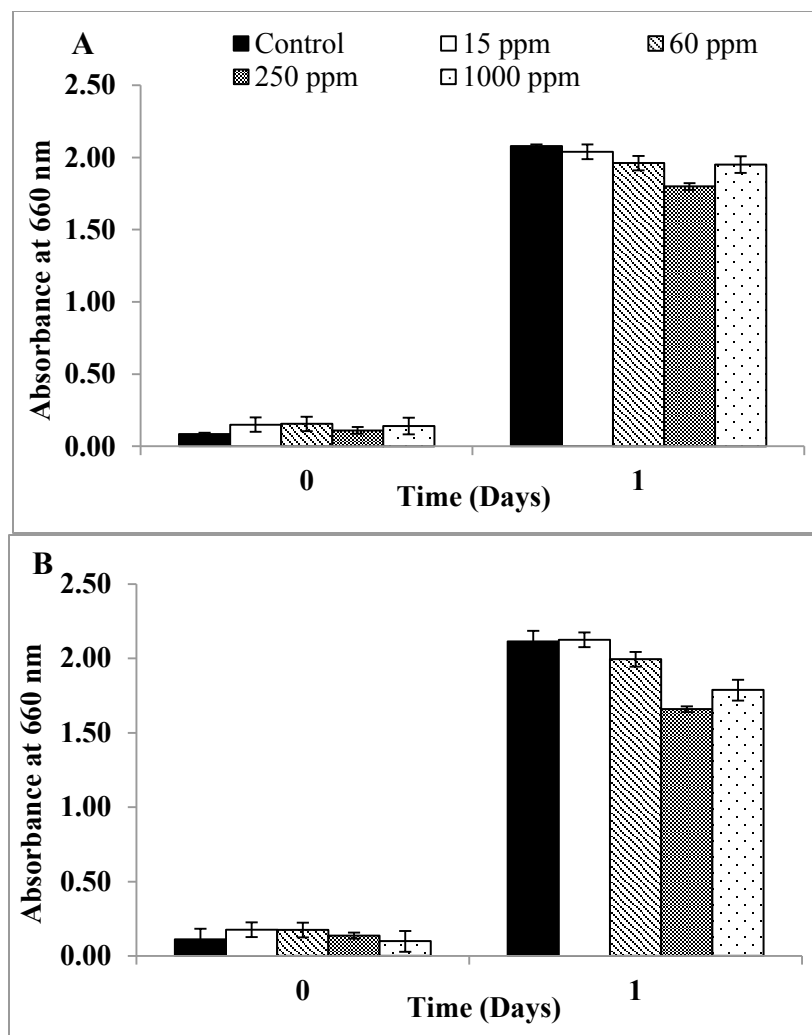 A
Control 15 ppm 60 ppm
250 ppm 1000 ppm
2.50
2.00
1.50
1.00
0.50
0.00
Absorbance at 660 nm
0 1
Time (Days)
B
2.50
2.00
1.50
1.00
0.50
0.00
Absorbance at 660 nm
0 1
Time (Days)